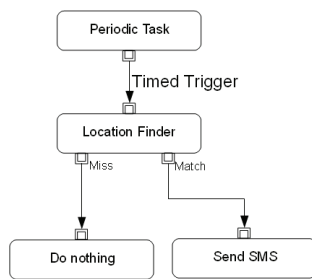 Periodic Task
Timed Trigger
Location Finder
Miss
Match
Do nothing
Send SMS